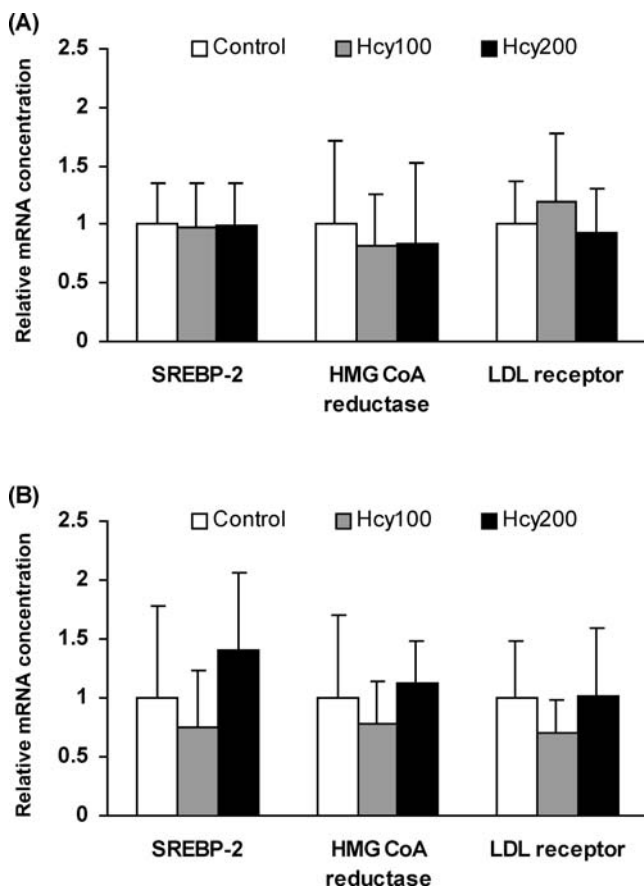 (A)
2.5
Control Hcy100 Hcy200
2
1.5
1
0.5
0
Relative mRNA concentration
SREBP-2 HMG CoA LDL receptor
reductase
(B)
2.5
Control Hcy100 Hcy200
2
1.5
1
0.5
0
Relative mRNA concentration
SREBP-2 HMG CoA LDL receptor
reductase